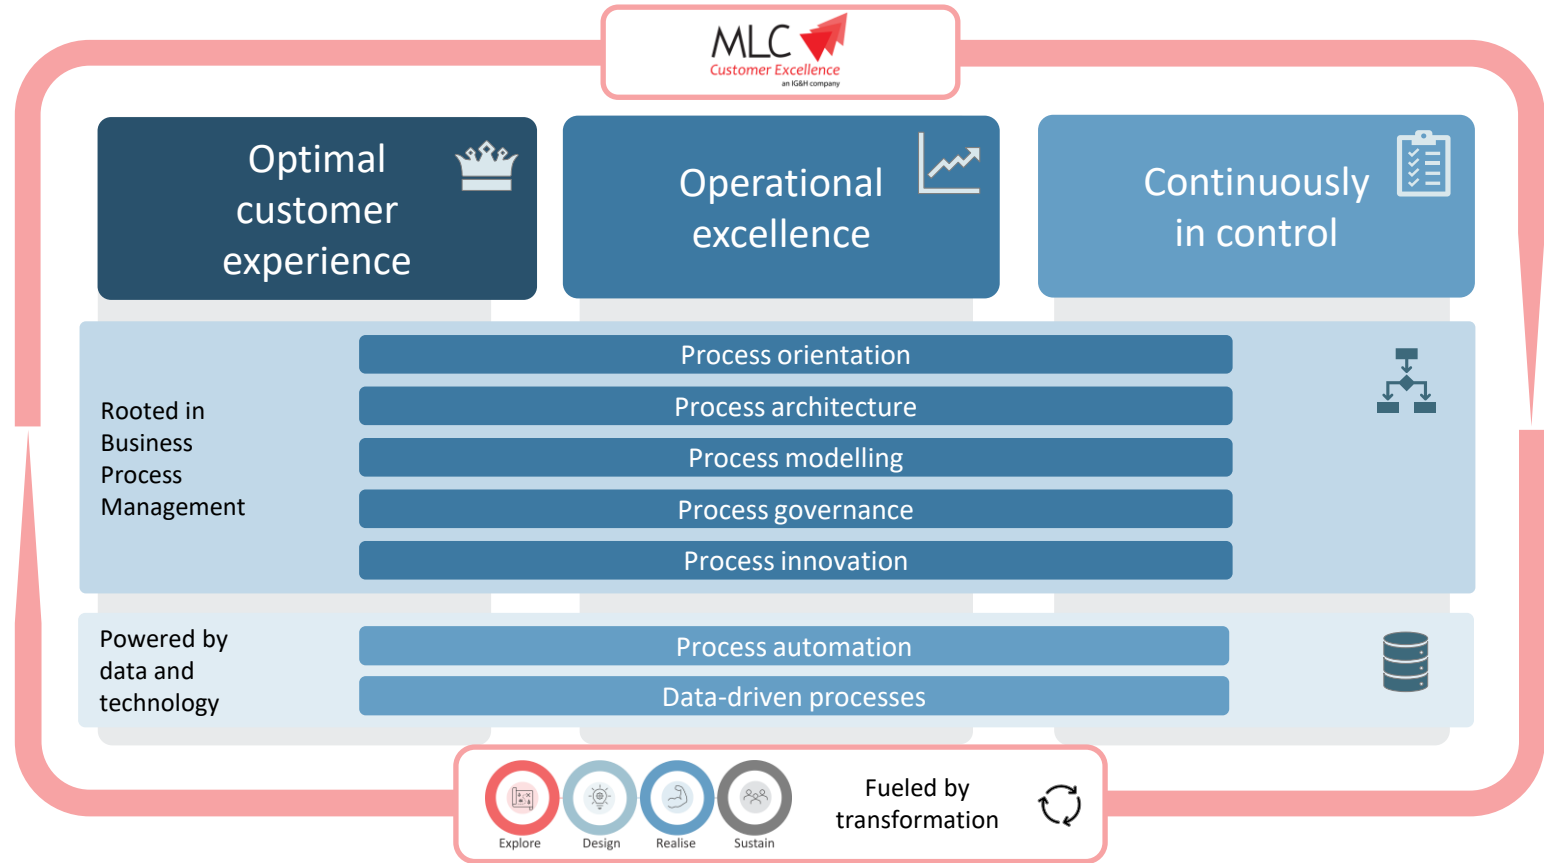 MLC
Customer Excellence
an IG&H company
Optimal
customer
experience
Operational
excellence
Continuously
in control
Rooted in
Business
Process
Management
Process orientation
Process architecture
Process modelling
Process governance
Process innovation
Powered by
data and
technology
Process automation
Data-driven processes
Explore
Design
Realise
Sustain
Fueled by
transformation